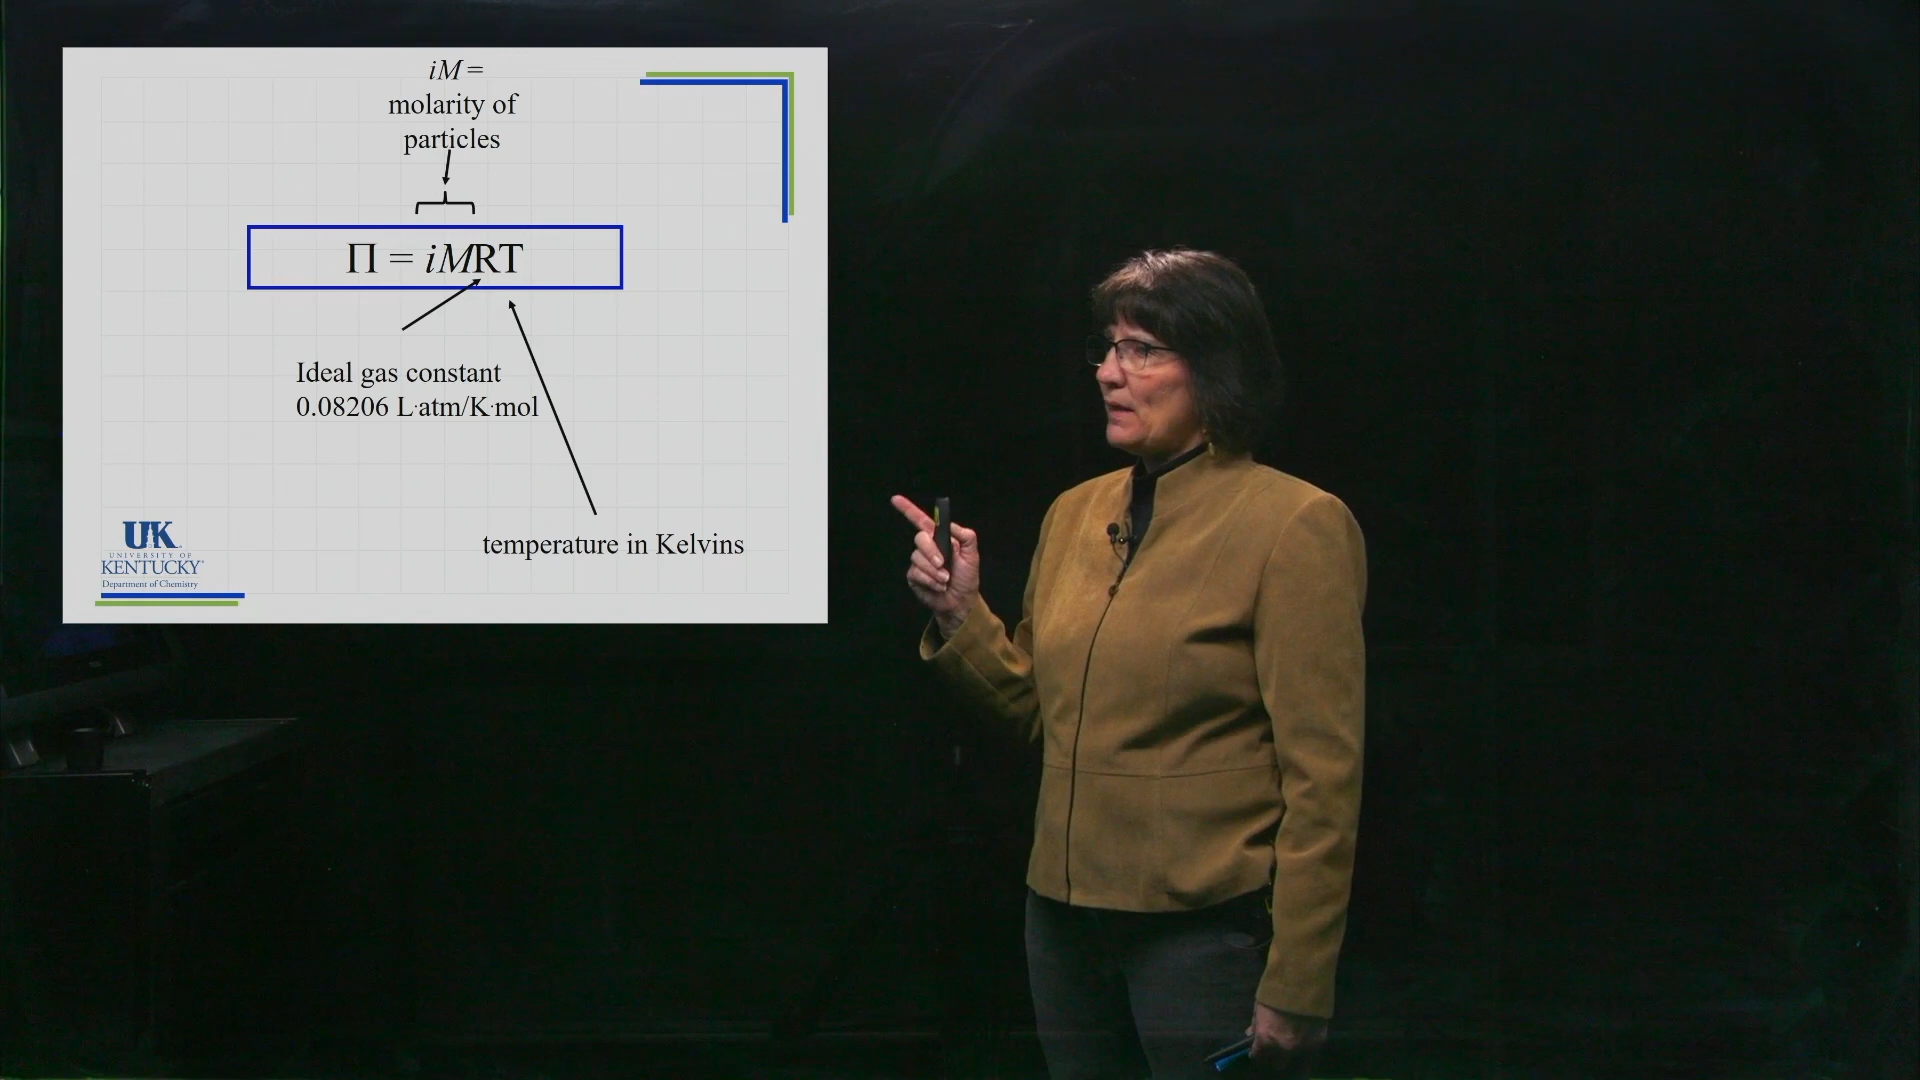 iM =
molarity of
particles
Π = iMRT
Ideal gas constant
0.08206 L·atm/K·mol
temperature in Kelvins
UK
UNIVERSITY OF
KENTUCKY
Department of Chemistry